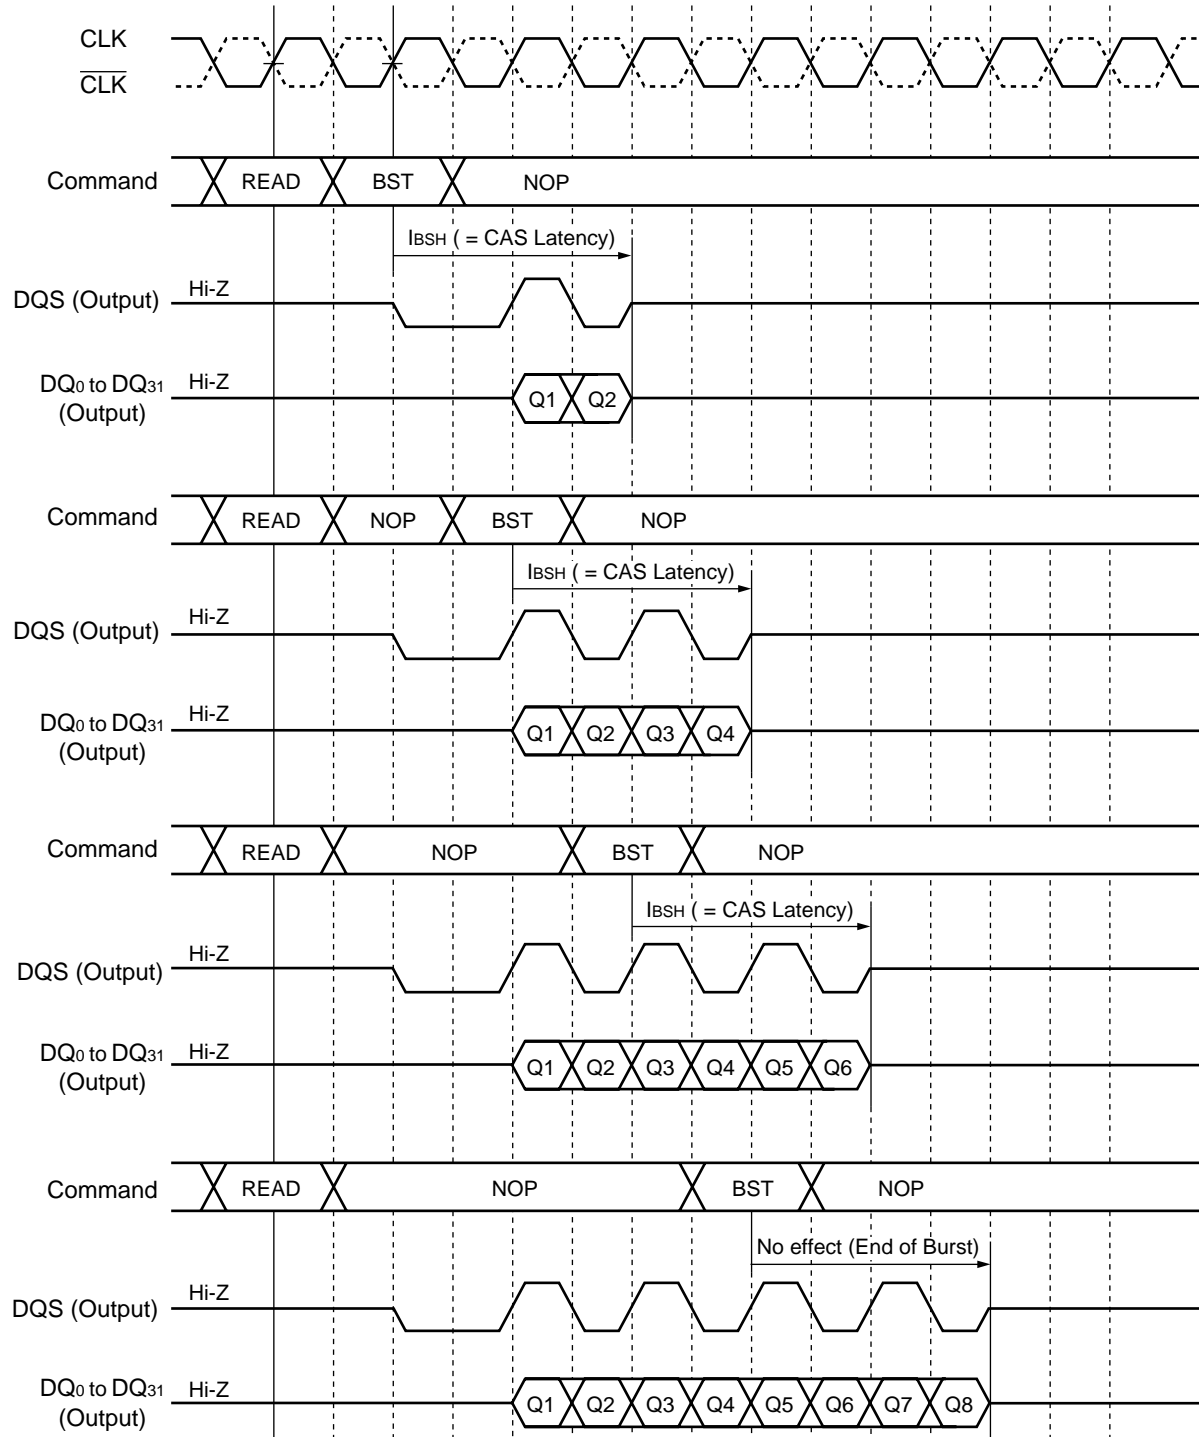 CLK
CLK
Command READ BST NOP
IBSH ( = CAS Latency)
DQS (Output) Hi-Z
DQ0 to DQ31 Hi-Z
(Output)
Q1 Q2
Command READ NOP BST NOP
IBSH ( = CAS Latency)
DQS (Output) Hi-Z
DQ0 to DQ31 Hi-Z
(Output)
Q1 Q2 Q3 Q4
Command READ NOP BST NOP
IBSH ( = CAS Latency)
DQS (Output) Hi-Z
DQ0 to DQ31 Hi-Z
(Output)
Q1 Q2 Q3 Q4 Q5 Q6
Command READ NOP BST NOP
No effect (End of Burst)
DQS (Output) Hi-Z
DQ0 to DQ31 Hi-Z
(Output)
Q1 Q2 Q3 Q4 Q5 Q6 Q7 Q8